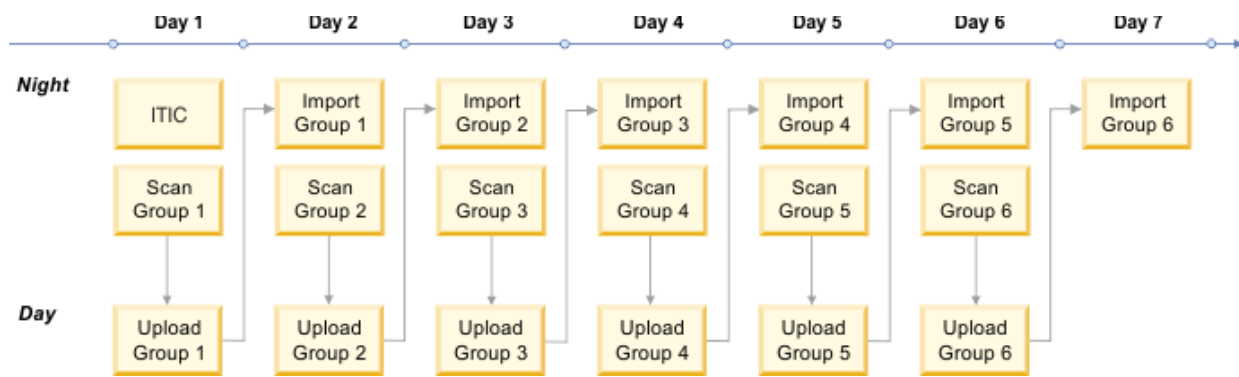 Day 1 Day 2 Day 3 Day 4 Day 5 Day 6 Day 7
Night
ITIC
Import
Group 1
Import
Group 2
Import
Group 3
Import
Group 4
Import
Group 5
Import
Group 6
Scan
Group 1
Scan
Group 2
Scan
Group 3
Scan
Group 4
Scan
Group 5
Scan
Group 6
Day
Upload
Group 1
Upload
Group 2
Upload
Group 3
Upload
Group 4
Upload
Group 5
Upload
Group 6